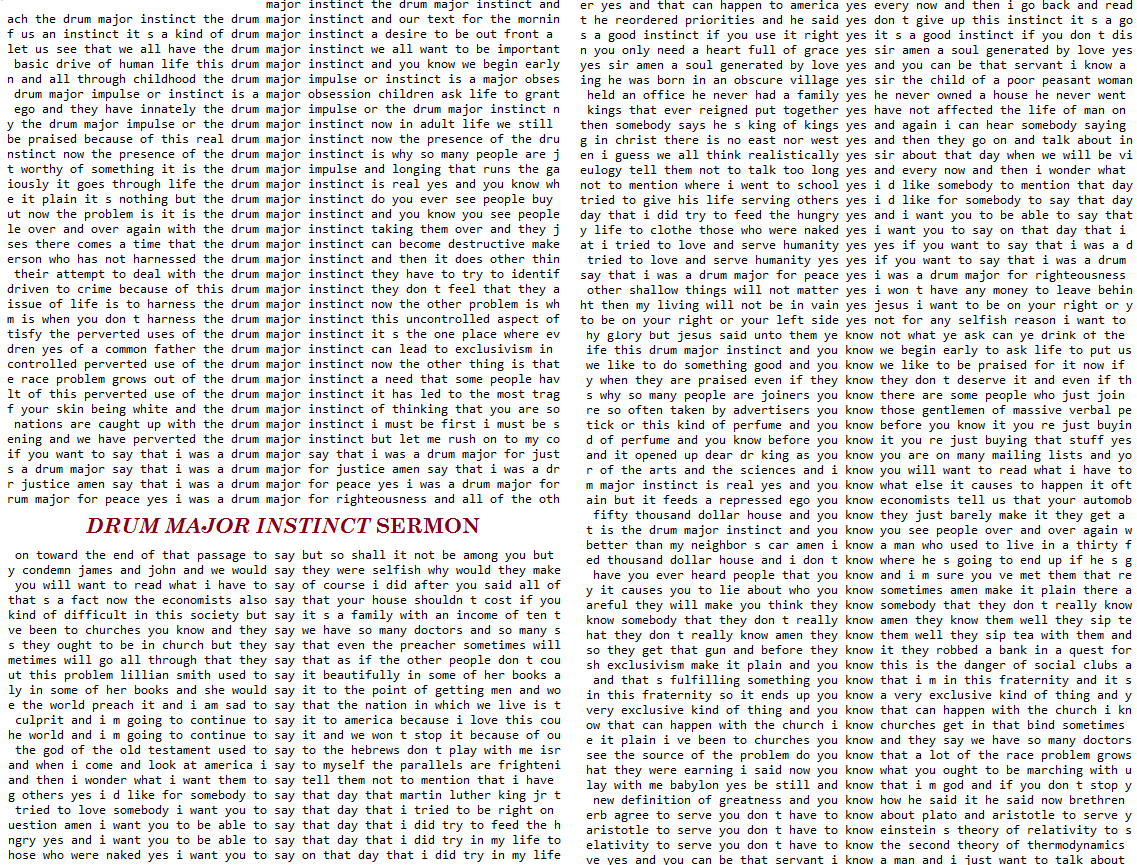 major instinct the drum major instinct and
ach the drum major instinct the drum major instinct and our text for the mornin
f us an instinct it s a kind of drum major instinct a desire to be out front a
let us see that we all have the drum major instinct we all want to be important
basic drive of human life this drum major instinct and you know we begin early
n and all through childhood the drum major impulse or instinct is a major obses
drum major impulse or instinct is a major obsession children ask life to grant
ego and they have innately the drum major impulse or the drum major instinct n
y the drum major impulse or the drum major instinct now in adult life we still
be praised because of this real drum major instinct now the presence of the dru
nstinct now the presence of the drum major instinct is why so many people are j
t worthy of something it is the drum major impulse and longing that runs the ga
iously it goes through life the drum major instinct is real yes and you know wh
e it plain it s nothing but the drum major instinct do you ever see people buy
ut now the problem is it is the drum major instinct and you know you see people
le over and over again with the drum major instinct taking them over and they j
ses there comes a time that the drum major instinct can become destructive make
erson who has not harnessed the drum major instinct and then it does other thin
their attempt to deal with the drum major instinct they have to try to identif
driven to crime because of this drum major instinct they don t feel that they a
issue of life is to harness the drum major instinct now the other problem is wh
m is when you don t harness the drum major instinct this uncontrolled aspect of
tisfy the perverted uses of the drum major instinct it s the one place where ev
dren yes of a common father the drum major instinct can lead to exclusivism in
controlled perverted use of the drum major instinct now the other thing is that
e race problem grows out of the drum major instinct a need that some people hav
lt of this perverted use of the drum major instinct it has led to the most trag
f your skin being white and the drum major instinct of thinking that you are so
nations are caught up with the drum major instinct i must be first i must be s
ening and we have perverted the drum major instinct but let me rush on to my co
if you want to say that i was a drum major say that i was a drum major for just
s a drum major say that i was a drum major for justice amen say that i was a dr
r justice amen say that i was a drum major for peace yes i was a drum major for
rum major for peace yes i was a drum major for righteousness and all of the oth
DRUM MAJOR INSTINCT SERMON
on toward the end of that passage to say but so shall it not be among you but
y condemn james and john and we would say they were selfish why would they make
you will want to read what i have to say of course i did after you said all of
that s a fact now the economists also say that your house shouldn t cost if you
kind of difficult in this society but say it s a family with an income of ten t
ve been to churches you know and they say we have so many doctors and so many s
s they ought to be in church but they say that even the preacher sometimes will
metimes will go all through that they say that as if the other people don t cou
ut this problem lillian smith used to say it beautifully in some of her books a
ly in some of her books and she would say it to the point of getting men and wo
e the world preach it and i am sad to say that the nation in which we live is t
culprit and i m going to continue to say it to america because i love this cou
he world and i m going to continue to say it and we won t stop it because of ou
the god of the old testament used to say to the hebrews don t play with me isr
and when i come and look at america i say to myself the parallels are frighteni
and then i wonder what i want them to say tell them not to mention that i have
g others yes i d like for somebody to say that day that martin luther king jr t
tried to love somebody i want you to say that day that i tried to be right on
uestion amen i want you to be able to say that day that i did try to feed the h
ngry yes and i want you to be able to say that day that i did try in my life to
hose who were naked yes i want you to say on that day that i did try in my life
er yes and that can happen to america yes every now and then i go back and read
t he reordered priorities and he said yes don t give up this instinct it s a go
s a good instinct if you use it right yes it s a good instinct if you don t dis
n you only need a heart full of grace yes sir amen a soul generated by love yes
yes sir amen a soul generated by love yes and you can be that servant i know a
ing he was born in an obscure village yes sir the child of a poor peasant woman
held an office he never had a family yes he never owned a house he never went
kings that ever reigned put together yes have not affected the life of man on
then somebody says he s king of kings yes and again i can hear somebody saying
g in christ there is no east nor west yes and then they go on and talk about in
en i guess we all think realistically yes sir about that day when we will be vi
eulogy tell them not to talk too long yes and every now and then i wonder what
not to mention where i went to school yes i d like somebody to mention that day
tried to give his life serving others yes i d like for somebody to say that day
day that i did try to feed the hungry yes and i want you to be able to say that
y life to clothe those who were naked yes i want you to say on that day that i
at i tried to love and serve humanity yes yes if you want to say that i was a d
tried to love and serve humanity yes yes if you want to say that i was a drum
say that i was a drum major for peace yes i was a drum major for righteousness
other shallow things will not matter yes i won t have any money to leave behin
ht then my living will not be in vain yes jesus i want to be on your right or y
to be on your right or your left side yes not for any selfish reason i want to
hy glory but jesus said unto them ye know not what ye ask can ye drink of the
ife this drum major instinct and you know we begin early to ask life to put us
we like to do something good and you know we like to be praised for it now if
y when they are praised even if they know they don t deserve it and even if th
s why so many people are joiners you know there are some people who just join
re so often taken by advertisers you know those gentlemen of massive verbal pe
tick or this kind of perfume and you know before you know it you re just buyin
d of perfume and you know before you know it you re just buying that stuff yes
and it opened up dear dr king as you know you are on many mailing lists and yo
r of the arts and the sciences and i know you will want to read what i have to
m major instinct is real yes and you know what else it causes to happen it oft
ain but it feeds a repressed ego you know economists tell us that your automob
fifty thousand dollar house and you know they just barely make it they get a
t is the drum major instinct and you know you see people over and over again w
better than my neighbor s car amen i know a man who used to live in a thirty f
ed thousand dollar house and i don t know where he s going to end up if he s g
have you ever heard people that you know and i m sure you ve met them that re
y it causes you to lie about who you know sometimes amen make it plain there a
areful they will make you think they know somebody that they don t really know
know somebody that they don t really know amen they know them well they sip te
hat they don t really know amen they know them well they sip tea with them and
so they get that gun and before they know it they robbed a bank in a quest for
sh exclusivism make it plain and you know this is the danger of social clubs a
and that s fulfilling something you know that i m in this fraternity and it s
in this fraternity so it ends up you know a very exclusive kind of thing and y
very exclusive kind of thing and you know that can happen with the church i kn
ow that can happen with the church i know churches get in that bind sometimes
e it plain i ve been to churches you know and they say we have so many doctors
see the source of the problem do you know that a lot of the race problem grows
hat they were earning i said now you know what you ought to be marching with u
lay with me babylon yes be still and know that i m god and if you don t stop y
new definition of greatness and you know how he said it he said now brethren
erb agree to serve you don t have to know about plato and aristotle to serve y
aristotle to serve you don t have to know einstein s theory of relativity to s
elativity to serve you don t have to know the second theory of thermodynamics
ve yes and you can be that servant i know a man and i just want to talk about